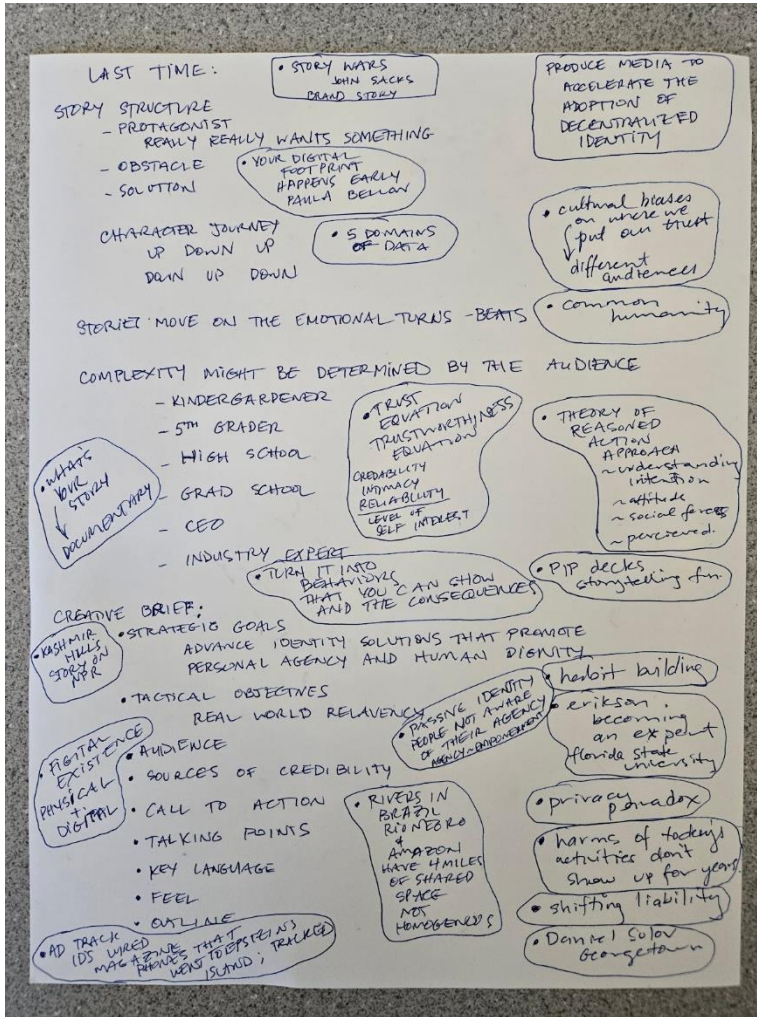 LAST TIME:
• STORY WARS
JOHN SACKS
BRAND STORY
PRODUCE MEDIA TO
ACCELERATE THE
ADOPTION OF
DECENTRALIZED
IDENTITY
STORY STRUCTURE
- PROTAGONIST
REALLY REALLY WANTS SOMETHING
- OBSTACLE
- SOLUTION
• YOUR DIGITAL
FOOTPRINT
HAPPENS EARLY
PAULA
• cultural biases
on where we
put our trust
↓
different
audiences
CHARACTER JOURNEY
UP DOWN UP
DOWN UP DOWN
• 5 DOMAINS
OF DATA
STORIES MOVE ON THE EMOTIONAL TURNS - BEATS
• common
humanity
COMPLEXITY MIGHT BE DETERMINED BY THE AUDIENCE
- KINDERGARDENER
- 5TH GRADER
- HIGH SCHOOL
- GRAD SCHOOL
- CEO
- INDUSTRY EXPERT
• WHATS
YOUR
STORY
↓
DOCUMENTARY
• TRUST
EQUATION
TRUSTWORTHINESS
EQUATION
CREDABILITY
INTIMACY
RELIABILITY
LEVEL OF
SELF INTEREST
• THEORY OF
REASONED
ACTION
APPROACH
~ understanding
intention
~ attitude
~ social forces
~ percieved.
• TURN IT INTO
BEHAVIORS
THAT YOU CAN SHOW
AND THE CONSEQUENCES
• PIP decks
storytelling fun.
CREATIVE BRIEF:
• KASHMIR
HILLS
STORY ON
NPR
• STRATEGIC GOALS
ADVANCE IDENTITY SOLUTIONS THAT PROMOTE
PERSONAL AGENCY AND HUMAN DIGNITY
• TACTICAL OBJECTIVES
REAL WORLD RELAVENCY
• PASSIVE IDENTITY
PEOPLE NOT AWARE
OF THEIR AGENCY
AGENCY~EMPOWERMENT
• habit building
• erikson.
becoming
an expert
florida state
university
• FIGITAL
EXISTENCE
PHYSICAL
+
DIGITAL
• AUDIENCE
• SOURCES OF CREDIBILITY
• CALL TO ACTION
• TALKING POINTS
• KEY LANGUAGE
• FEEL
• OUTLINE
• RIVERS IN
BRAZIL
RIO NEGRO
+
AMAZON
HAVE 4 MILES
OF SHARED
SPACE
NOT
HOMOGENEOS
• privacy
paradox
• harms of today's
activities don't
show up for years.
• shifting liability
• Daniel Solov
Georgetown
• AD TRACK
IDS WIRED
MAGAZINE
PHONES THAT
WENT TO EPSTEINS
ISLAND; TRACKED